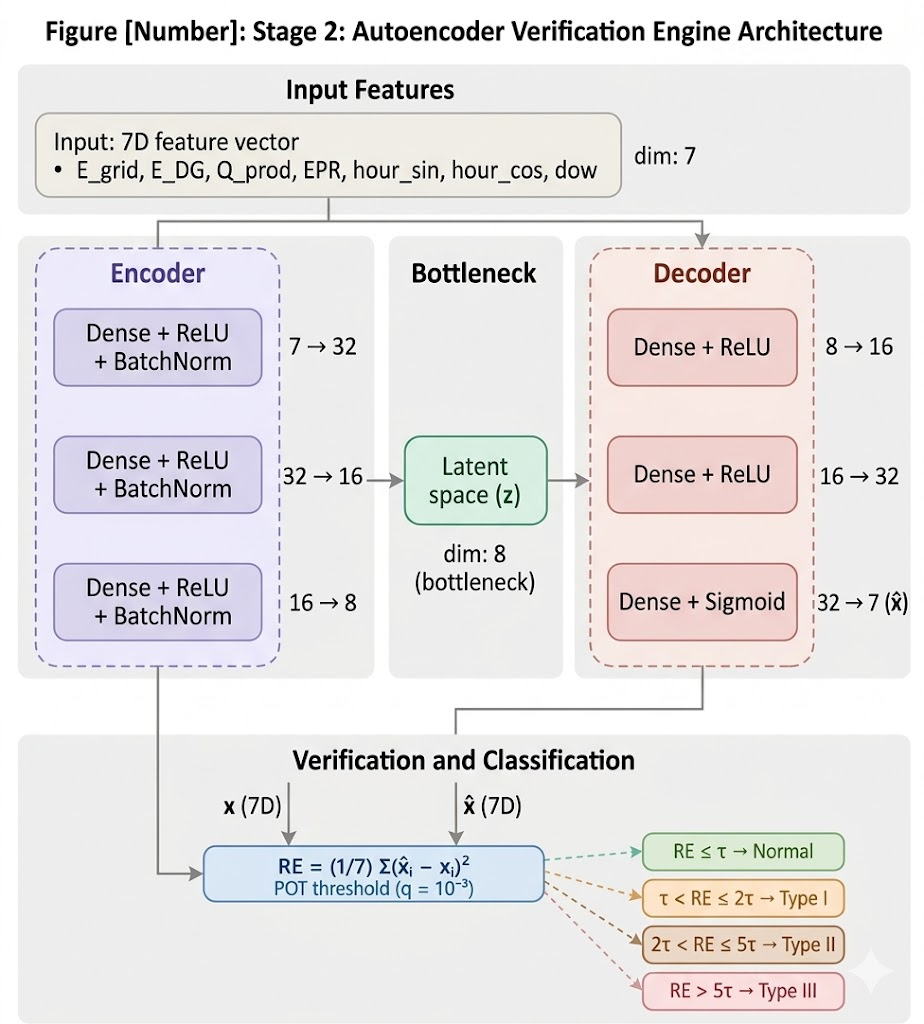 Figure [Number]: Stage 2: Autoencoder Verification Engine Architecture
Input Features
Input: 7D feature vector
• E_grid, E_DG, Q_prod, EPR, hour_sin, hour_cos, dow
dim: 7
Encoder
Dense + ReLU
+ BatchNorm
7 → 32
Dense + ReLU
+ BatchNorm
32 → 16
Dense + ReLU
+ BatchNorm
16 → 8
Bottleneck
Latent
space (z)
dim: 8
(bottleneck)
Decoder
Dense + ReLU
8 → 16
Dense + ReLU
16 → 32
Dense + Sigmoid
32 → 7 (x̂)
Verification and Classification
x (7D)
x̂ (7D)
RE = (1/7) Σ(x̂ᵢ − xᵢ)²
POT threshold (q = 10⁻³)
RE ≤ τ → Normal
τ < RE ≤ 2τ → Type I
2τ < RE ≤ 5τ → Type II
RE > 5τ → Type III